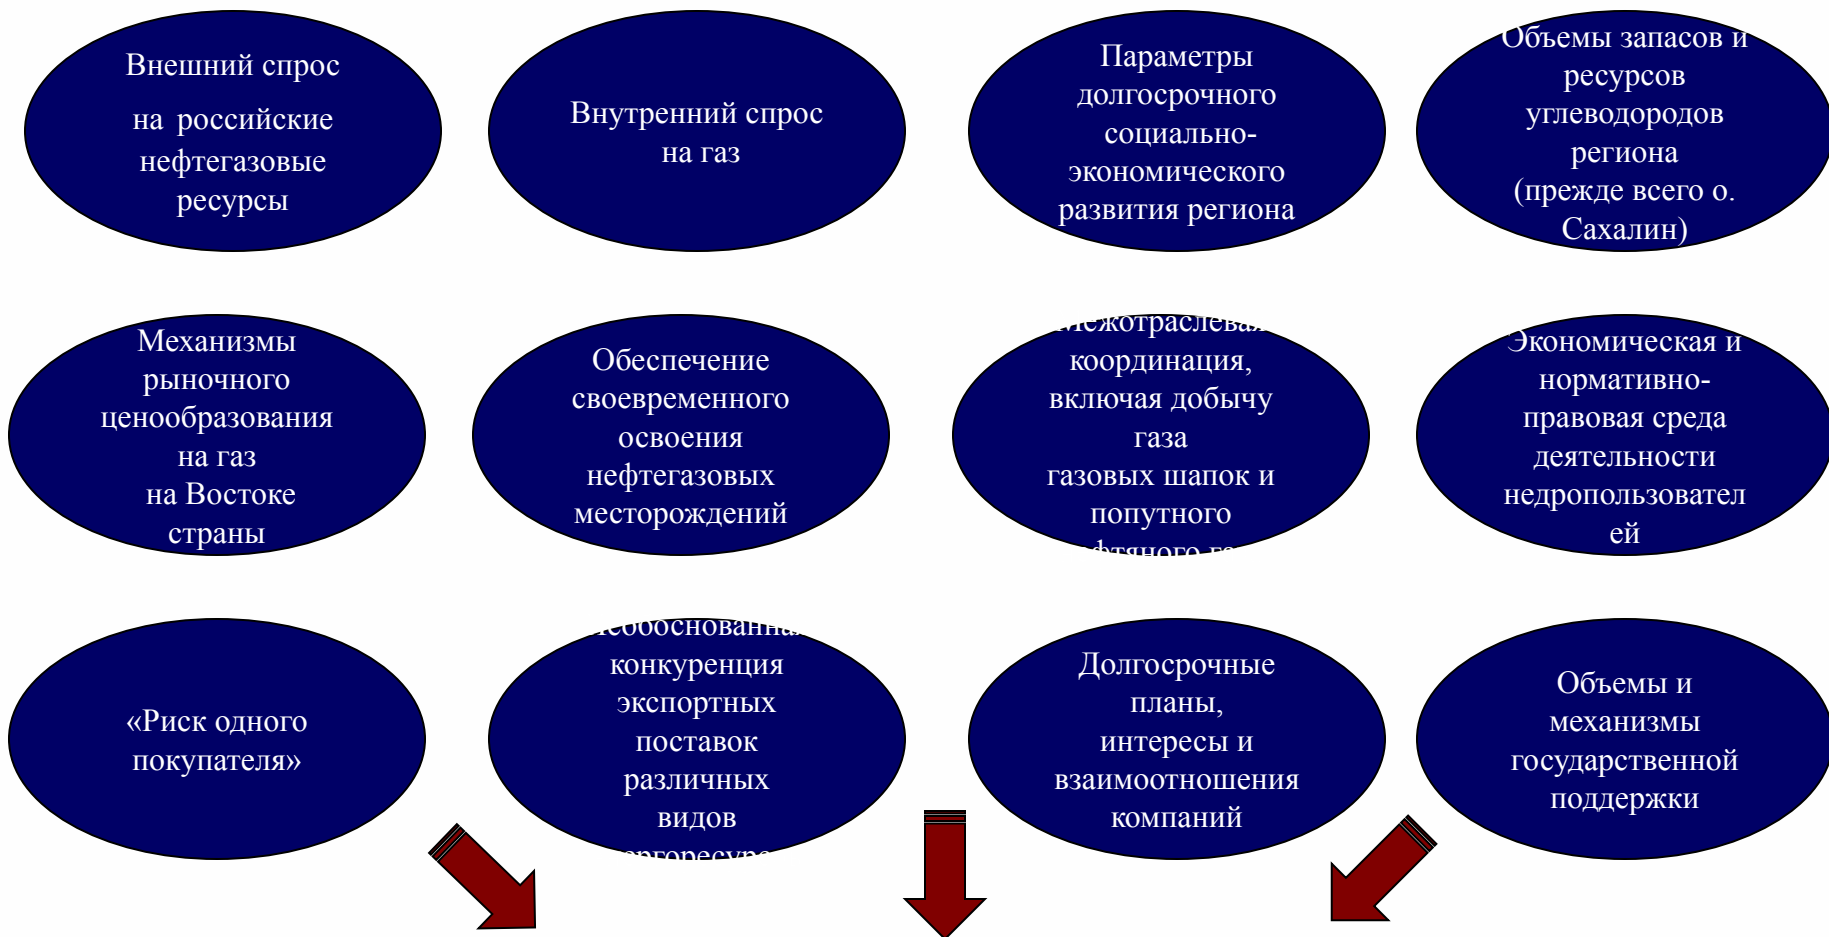 Внешний спрос
на российские
нефтегазовые
ресурсы
Внутренний спрос
на газ
Параметры
долгосрочного
социально-
экономического
развития региона
Объемы запасов и
ресурсов
углеводородов
региона
(прежде всего о.
Сахалин)
Механизмы
рыночного
ценообразования
на газ
на Востоке
страны
Обеспечение
своевременного
освоения
нефтегазовых
месторождений
Межотраслевая
координация,
включая добычу
газа
газовых шапок и
попутного
Экономическая и
нормативно-
правовая среда
деятельности
недропользовател
ей
«Риск одного
покупателя»
Необоснованная
конкуренция
экспортных
поставок
различных
видов
Долгосрочные
планы,
интересы и
взаимоотношения
компаний
Объемы и
механизмы
государственной
поддержки